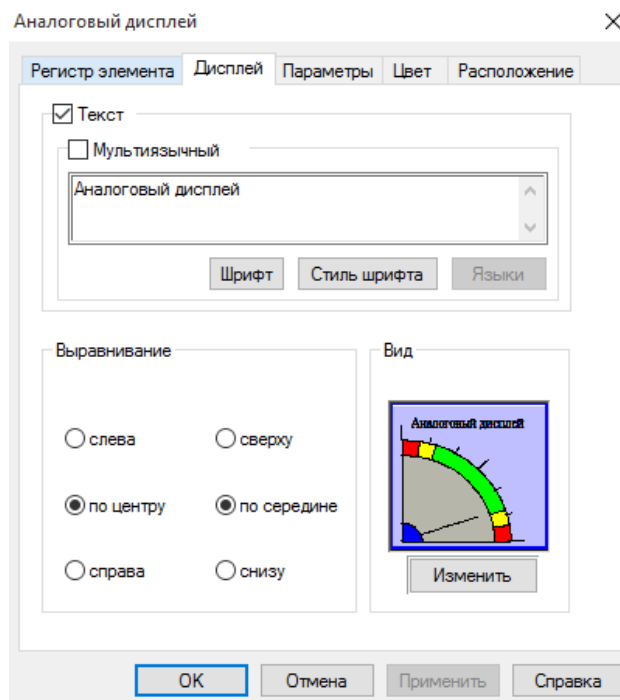 Аналоговый дисплей
Регистр элемента Дисплей Параметры Цвет Расположение
Текст
Мультиязычный
Аналоговый дисплей
Шрифт Стиль шрифта Языки
Выравнивание
слева сверху
по центру по середине
справа снизу
Вид
Аналоговый дисплей
Изменить
OK Отмена Применить Справка